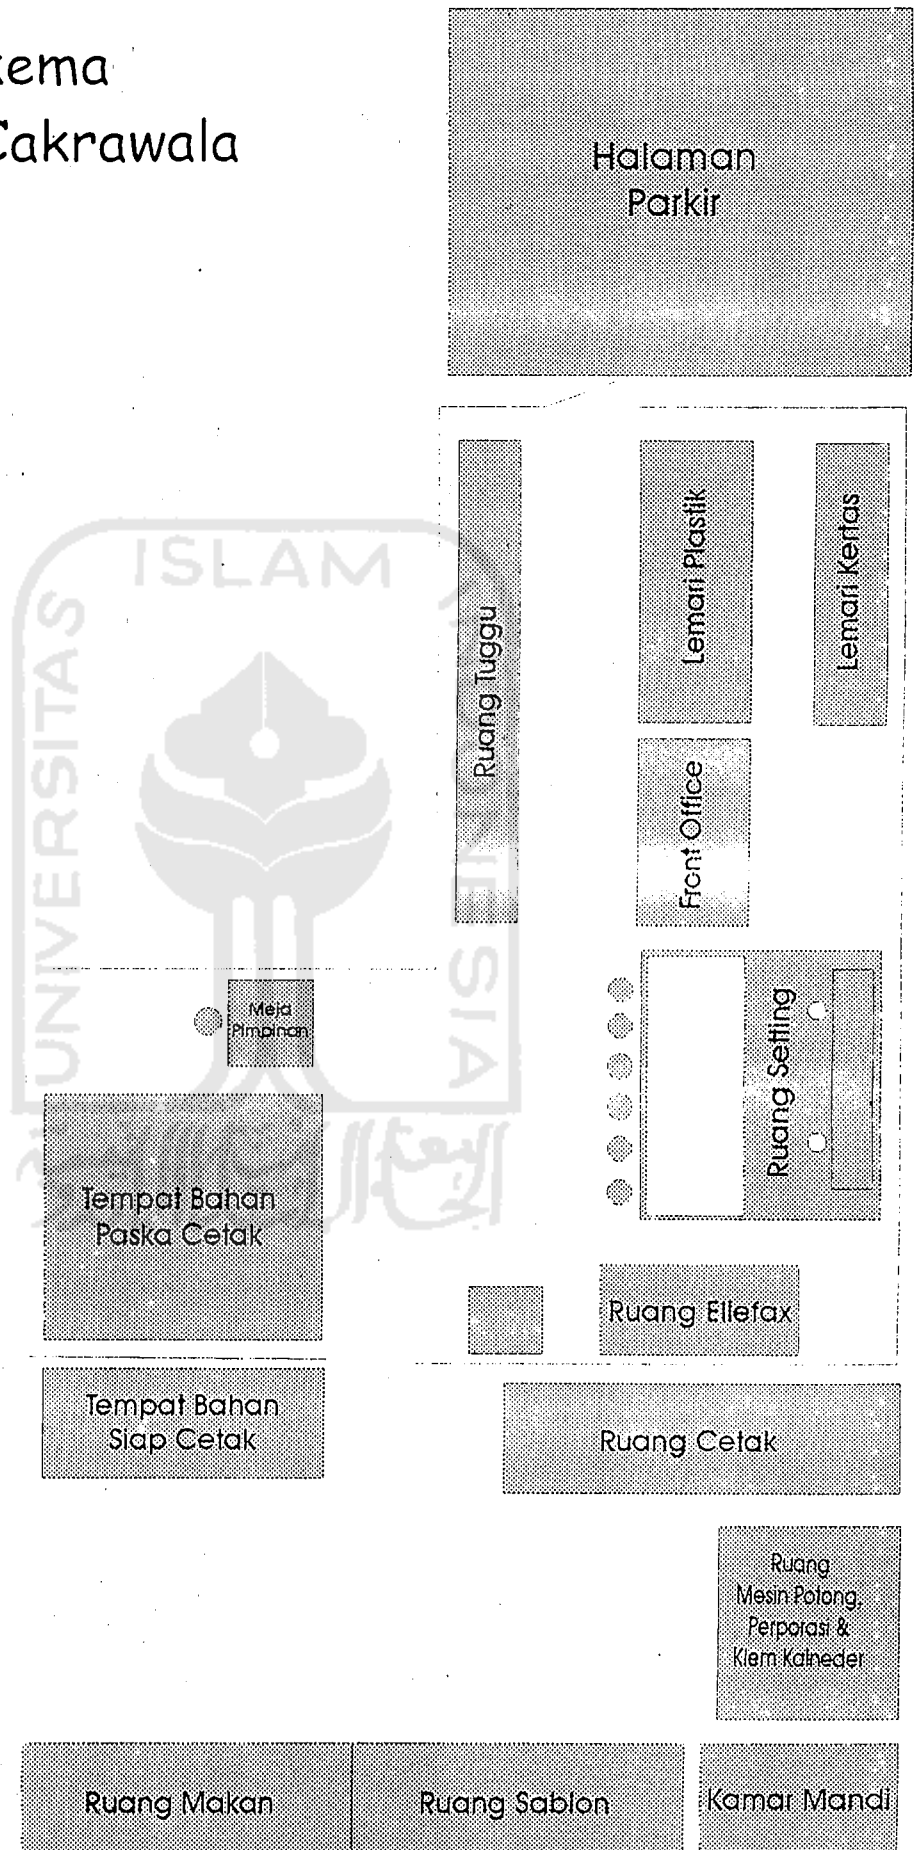 kema
Cakrawala
Halaman
Parkir
Ruang Tuggu
Lemari Plastik
Lemari Kertas
Front Office
Ruang Setting
Meja
Pimpinan
Tempat Bahan
Paska Cetak
Ruang Ellefax
Tempat Bahan
Siap Cetak
Ruang Cetak
Ruang
Mesin Potong,
Perporasi &
Klem Kalneder
Ruang Makan
Ruang Sablon
Kamar Mandi
UNIVERSITAS
ISLAM